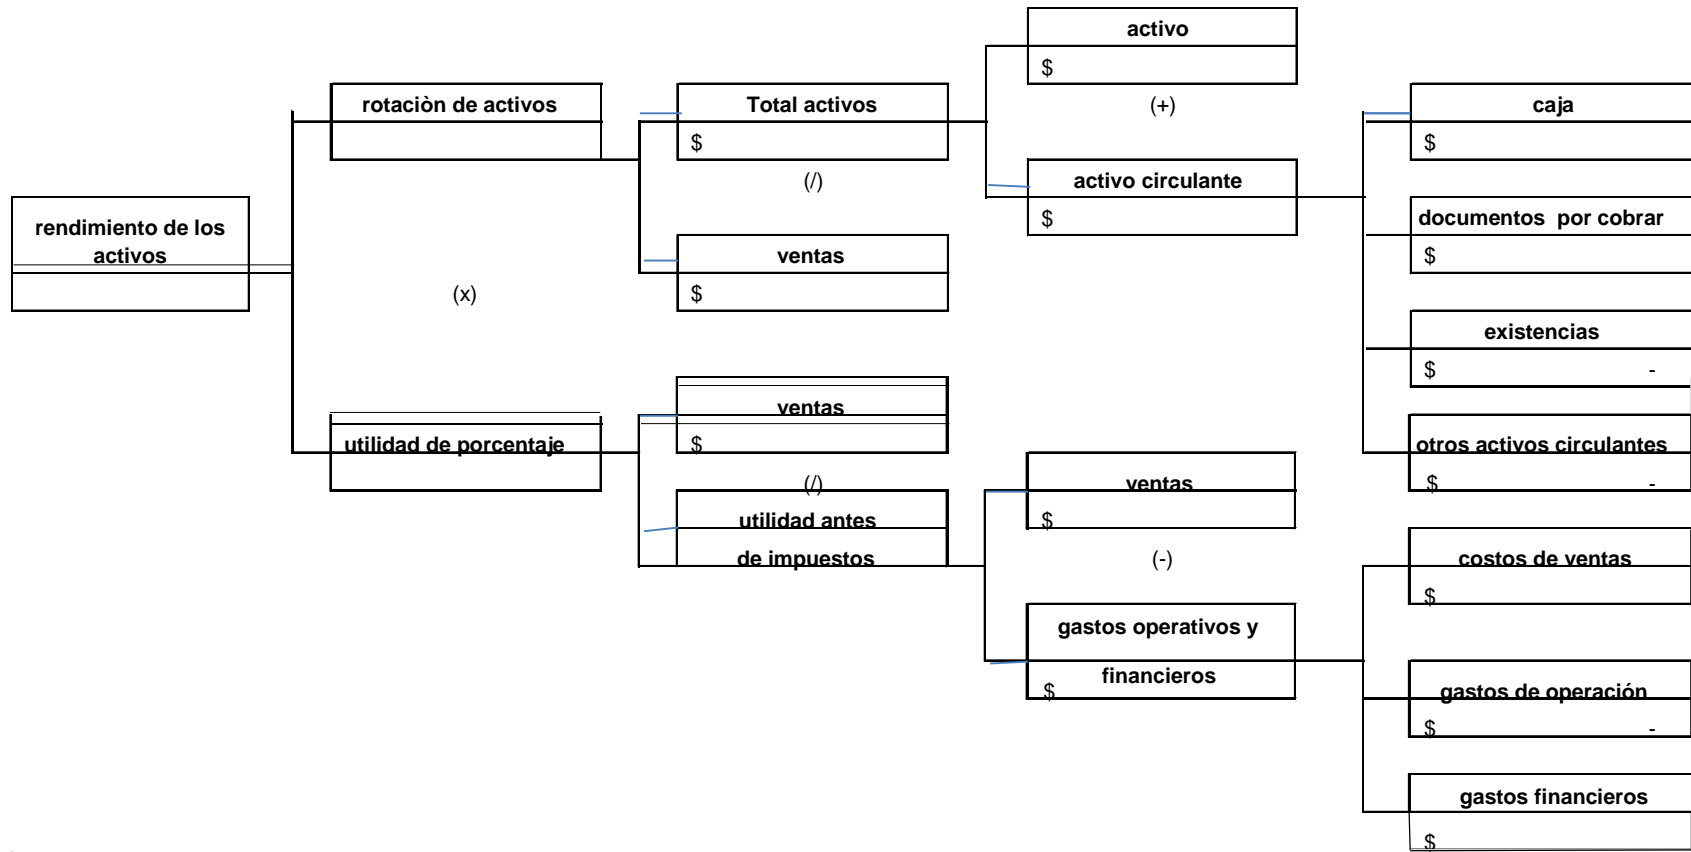 activo
$
rotaciòn de activos
Total activos
(+)
caja
$
$
(/)
activo circulante
rendimiento de los
activos
$
documentos por cobrar
ventas
$
(x)
$
existencias
$ -
ventas
utilidad de porcentaje
$
otros activos circulantes
(/)
ventas
$ -
utilidad antes
$
de impuestos
(-)
costos de ventas
$
gastos operativos y
financieros
$
gastos de operación
$ -
gastos financieros
$